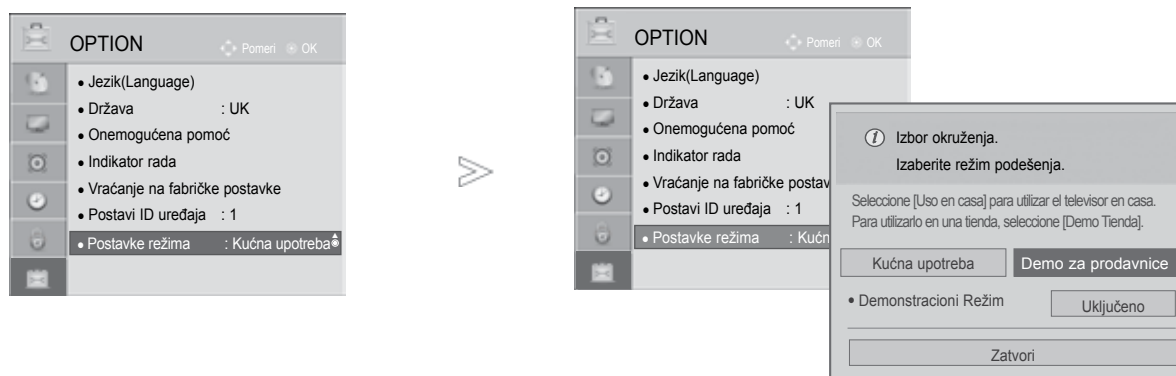 OPTION
Pomeri OK
• Jezik(Language)
• Država : UK
• Onemogućena pomoć
• Indikator rada
• Vraćanje na fabričke postavke
• Postavi ID uređaja : 1
• Postavke režima : Kućna upotreba
OPTION
Pomeri OK
• Jezik(Language)
• Država : UK
• Onemogućena pomoć
• Indikator rada
• Vraćanje na fabričke postav
• Postavi ID uređaja : 1
• Postavke režima : Kućn
i Izbor okruženja.
Izaberite režim podešenja.
Seleccione [Uso en casa] para utilizar el televisor en casa.
Para utilizarlo en una tienda, seleccione [Demo Tienda].
Kućna upotreba Demo za prodavnice
• Demonstracioni Režim Uključeno
Zatvori